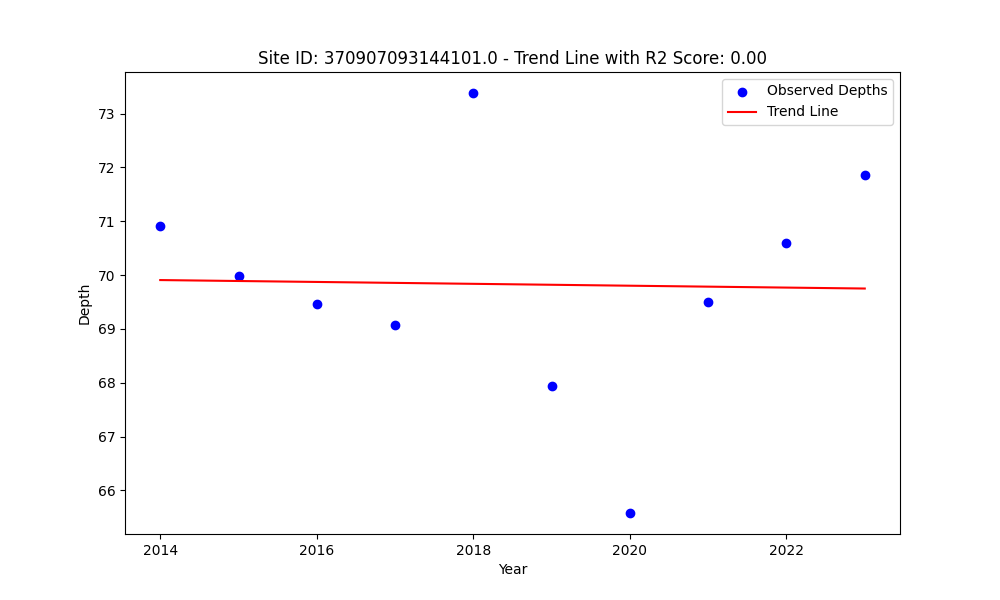 Site ID: 370907093144101.0 - Trend Line with R2 Score: 0.00
Observed Depths
Trend Line
73
72
71
70
69
68
67
66
Depth
2014
2016
2018
2020
2022
Year